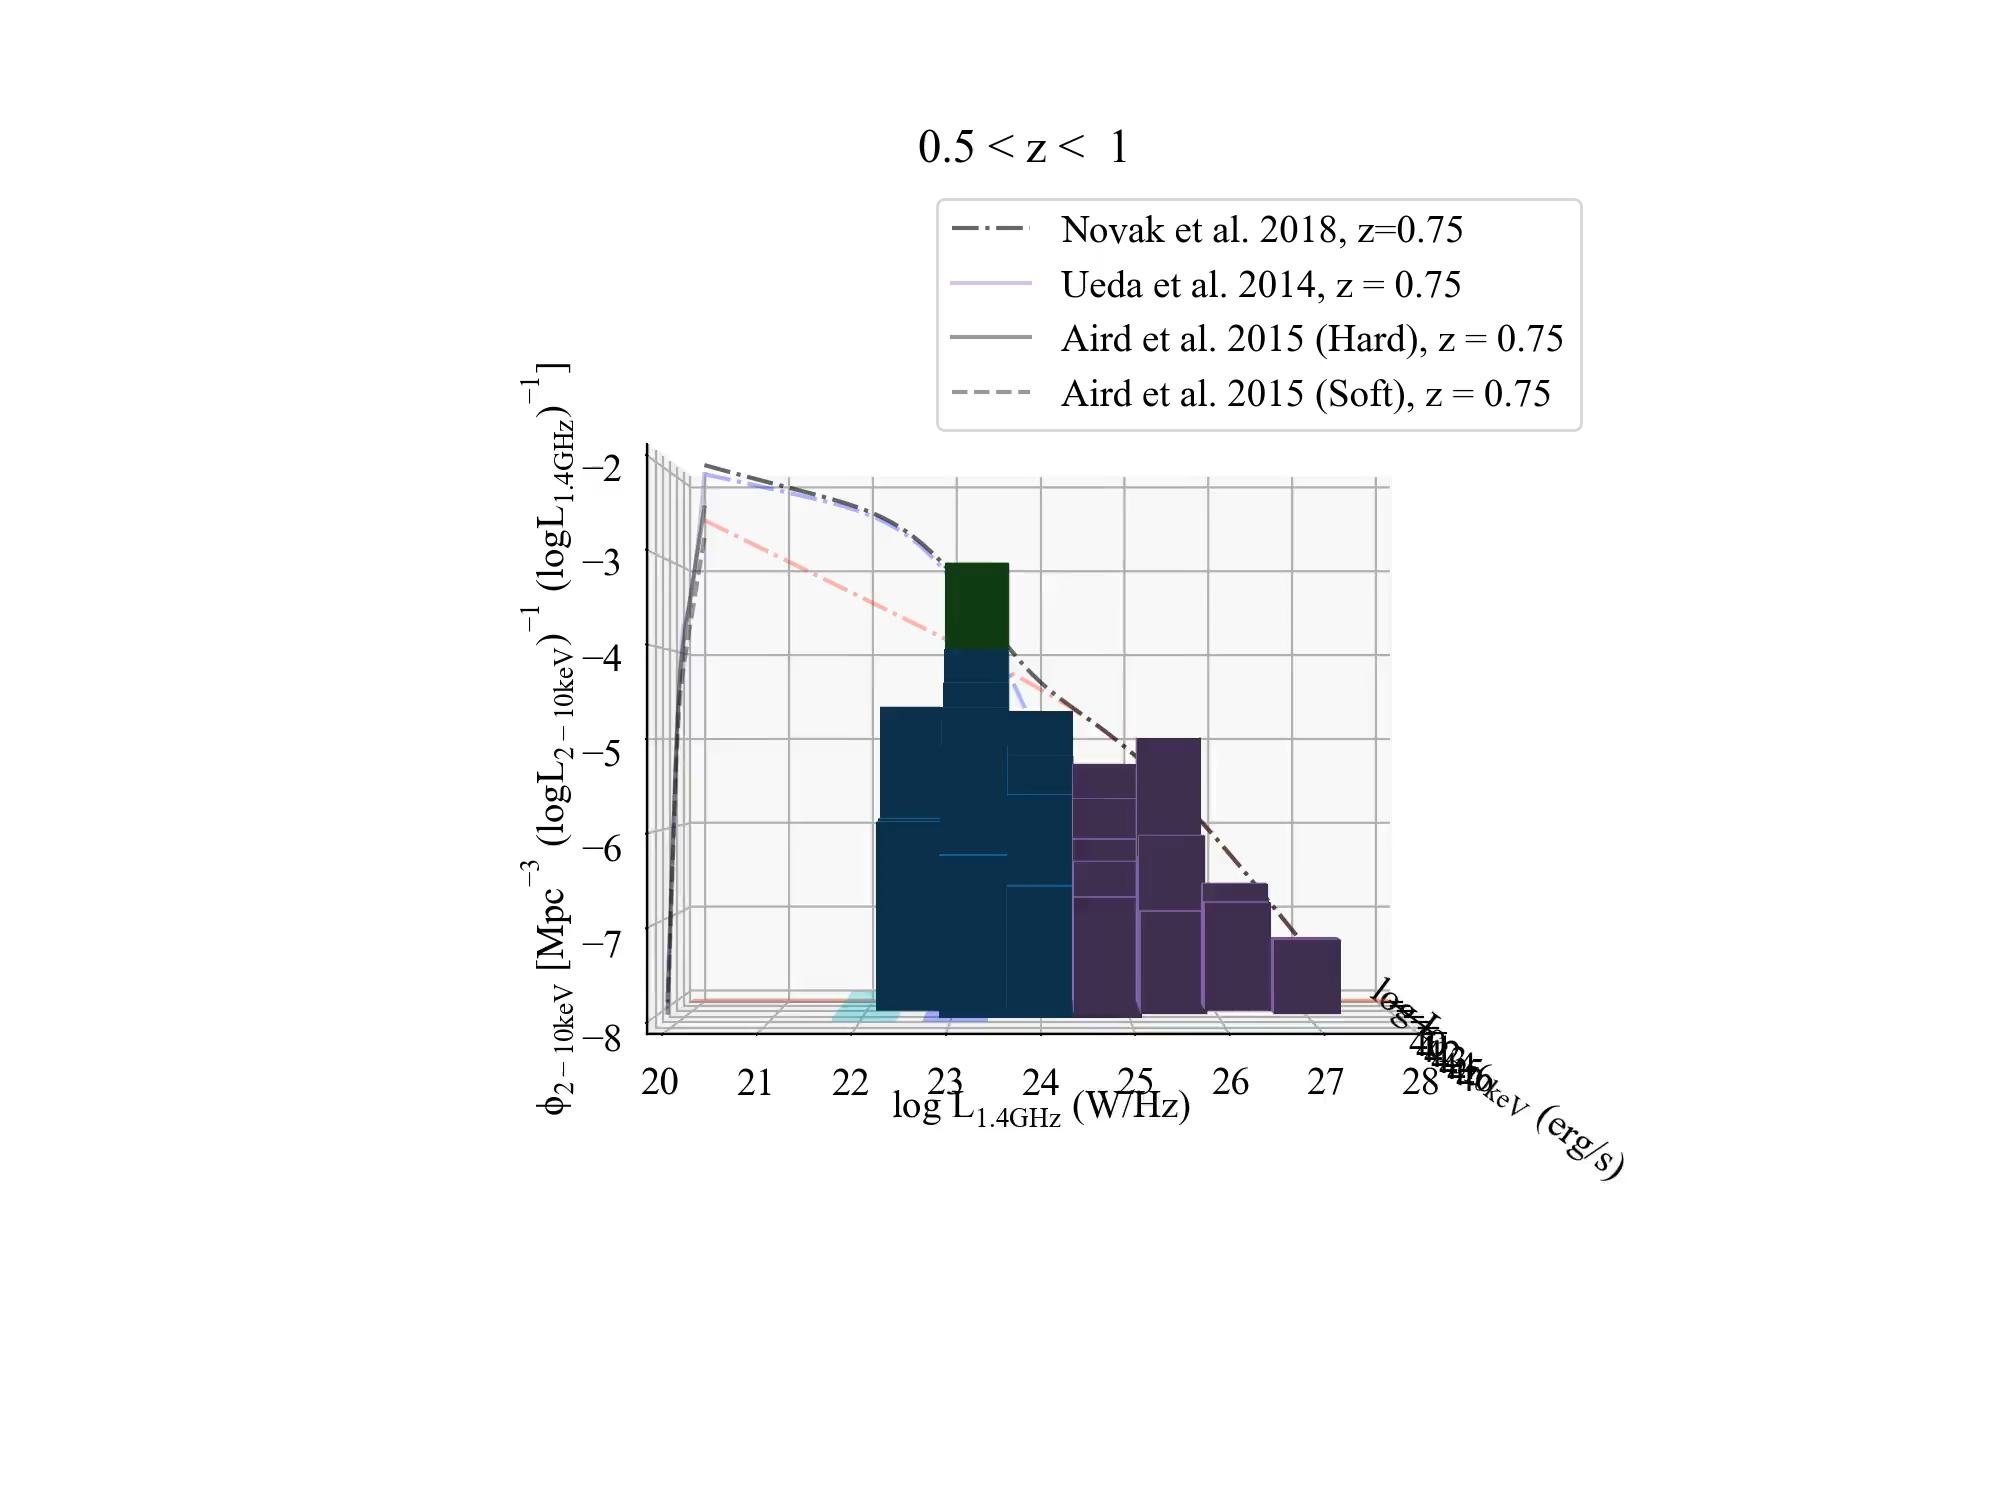 0.5 < z < 1
Novak et al. 2018, z=0.75
Ueda et al. 2014, z = 0.75
Aird et al. 2015 (Hard), z = 0.75
Aird et al. 2015 (Soft), z = 0.75
ϕ2−10keV [Mpc−3 (logL2−10keV)−1 (logL1.4GHz)−1]
−2
−3
−4
−5
−6
−7
−8
20 21 22 23 24 25 26 27 28
log L1.4GHz (W/Hz)
keV (erg/s)